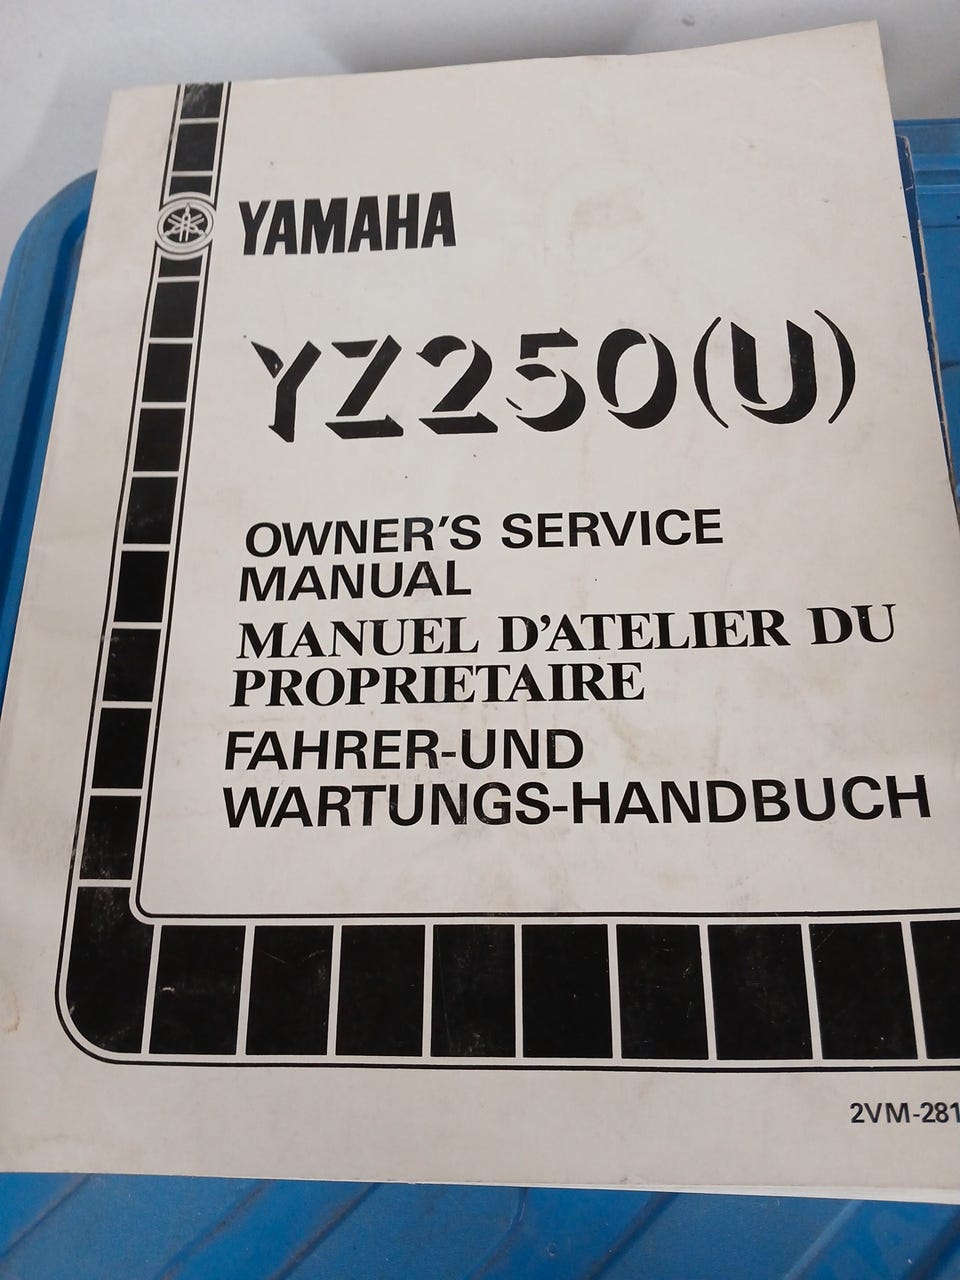 YAMAHA
YZ250(U)
OWNER'S SERVICE
MANUAL
MANUEL D'ATELIER DU
PROPRIETAIRE
FAHRER-UND
WARTUNGS-HANDBUCH
2VM-281